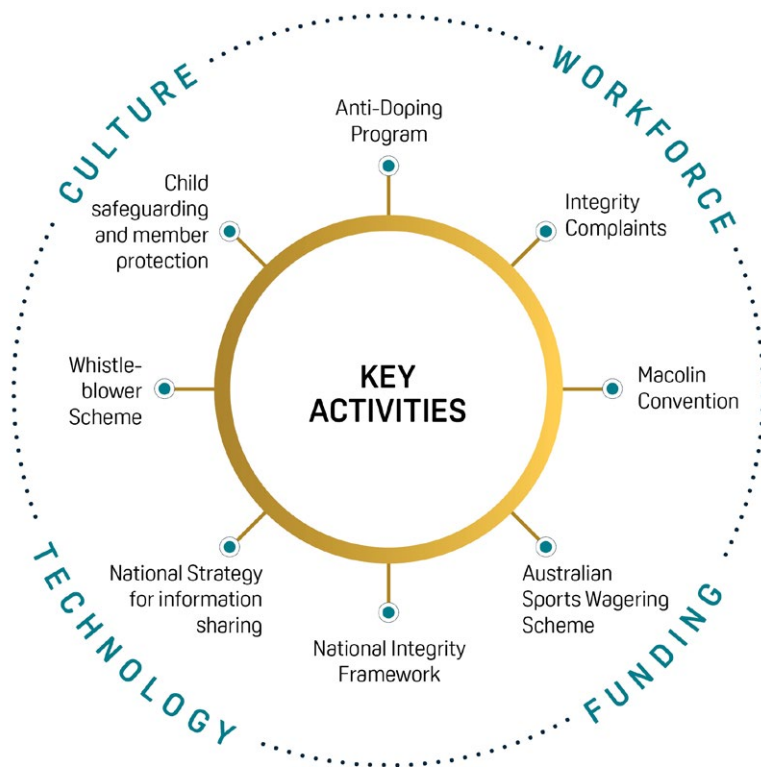 CULTURE
WORKFORCE
Anti-Doping
Program
Integrity
Complaints
Macolin
Convention
Australian
Sports Wagering
Scheme
National Integrity
Framework
National Strategy
for information
sharing
Whistle-
blower
Scheme
Child
safeguarding
and member
protection
KEY
ACTIVITIES
TECHNOLOGY
FUNDING